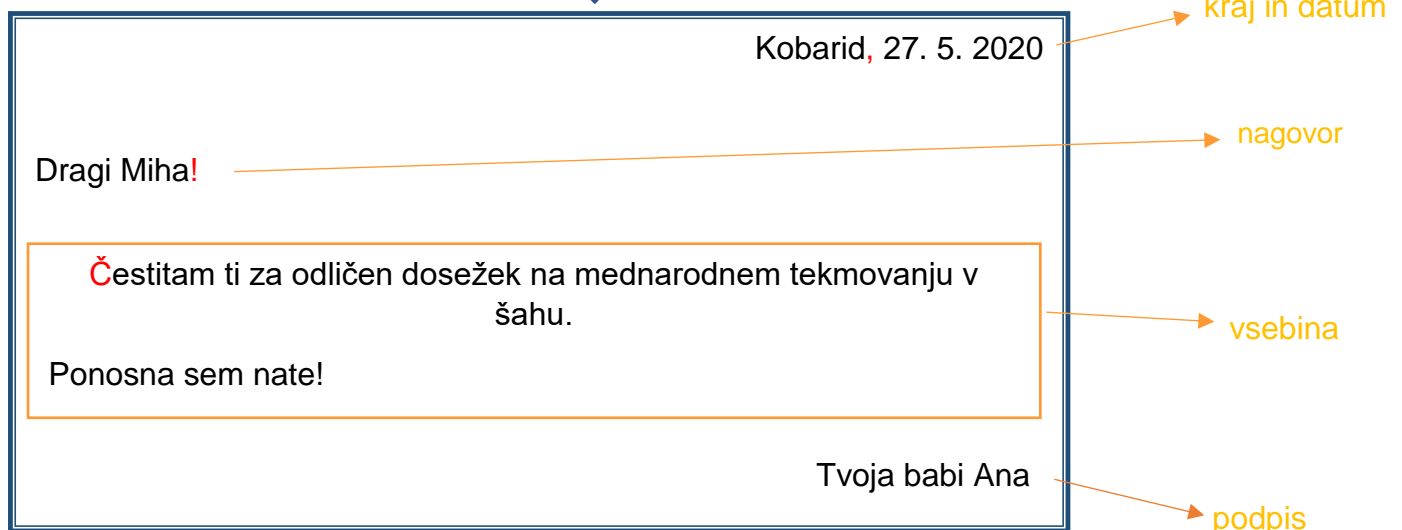 kraj in datum
Kobarid, 27. 5. 2020
nagovor
Dragi Miha!
Čestitam ti za odličen dosežek na mednarodnem tekmovanju v
šahu.
vsebina
Ponosna sem nate!
Tvoja babi Ana
podpis